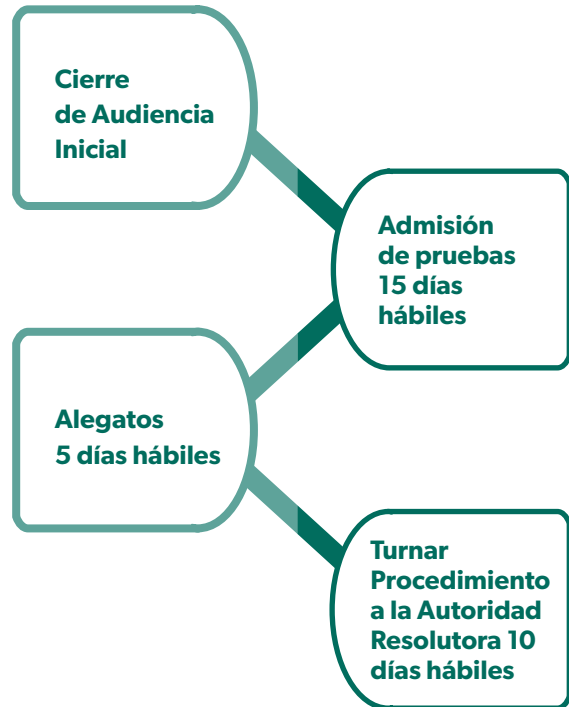 Cierre
de Audiencia
Inicial
Admisión
de pruebas
15 días
hábiles
Alegatos
5 días hábiles
Turnar
Procedimiento
a la Autoridad
Resolutora 10
días hábiles